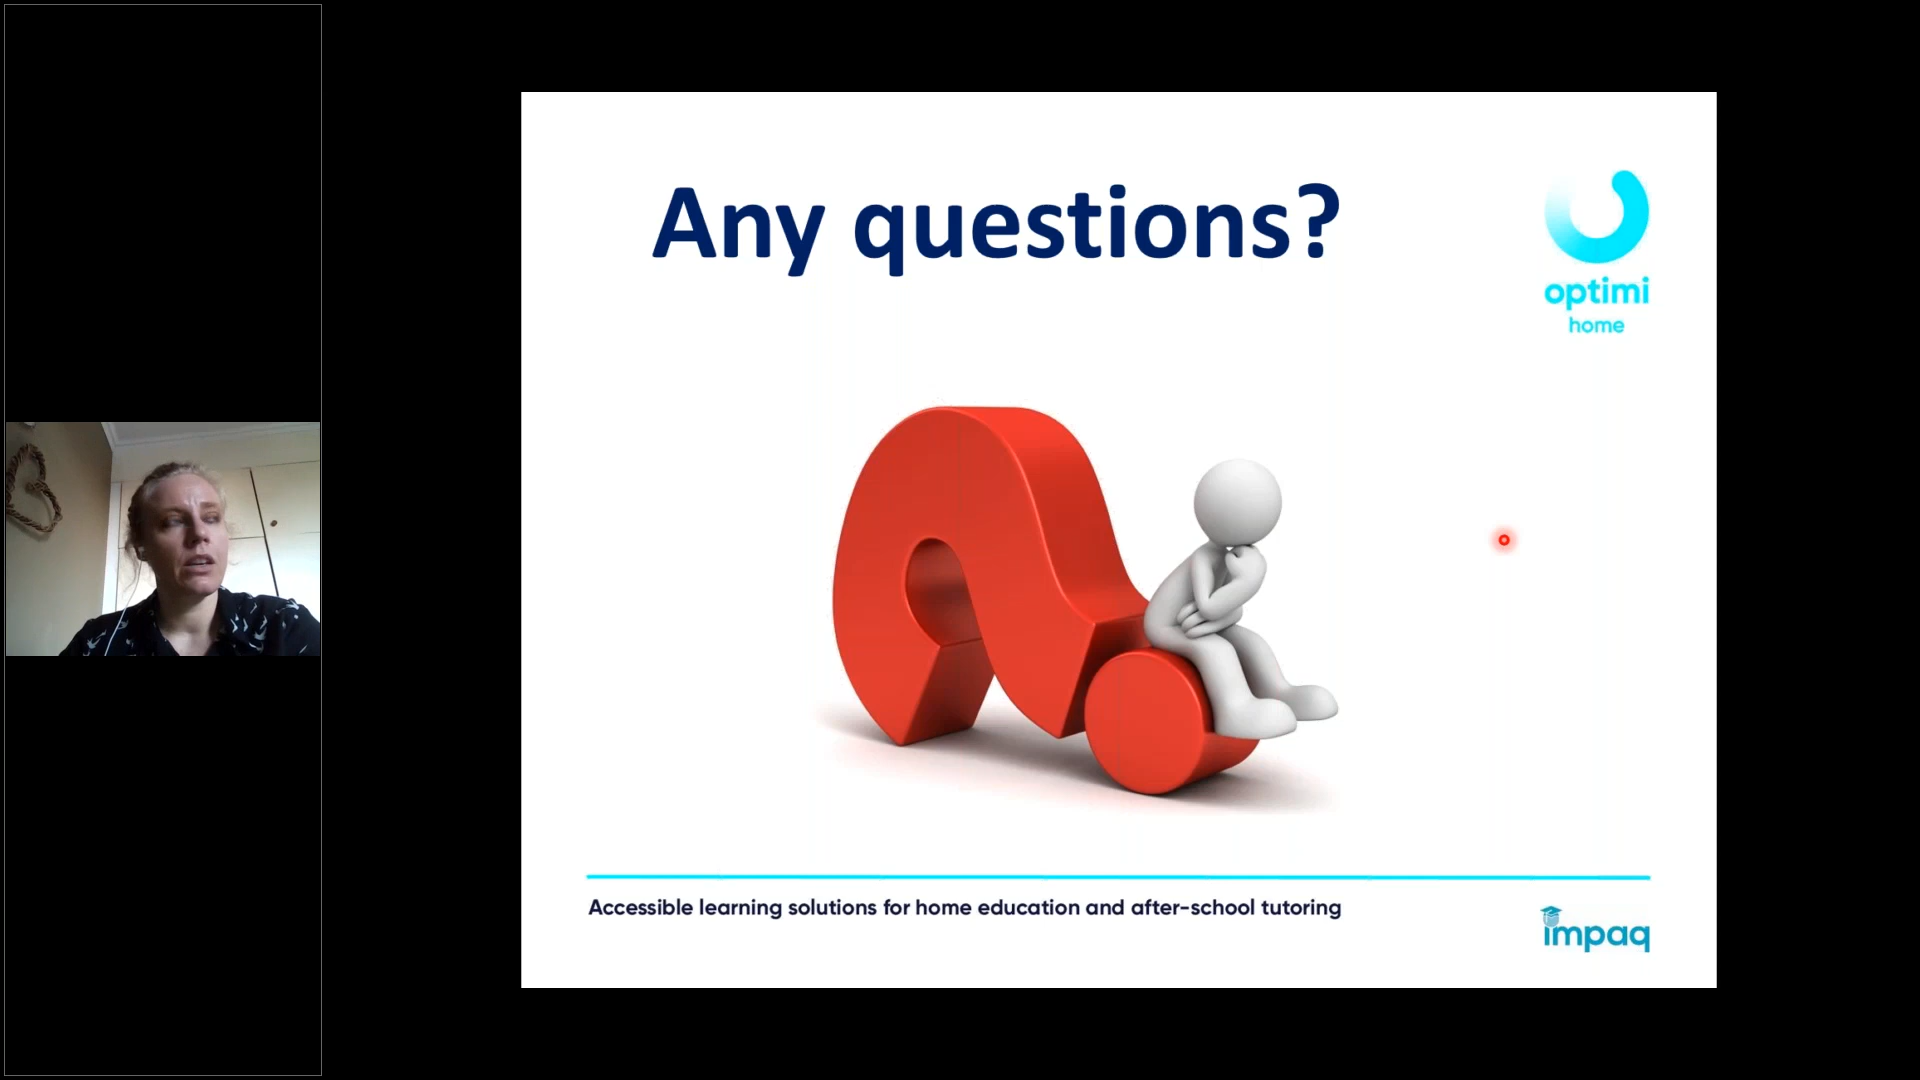 Any questions?
optimi
home
Accessible learning solutions for home education and after-school tutoring
impaq